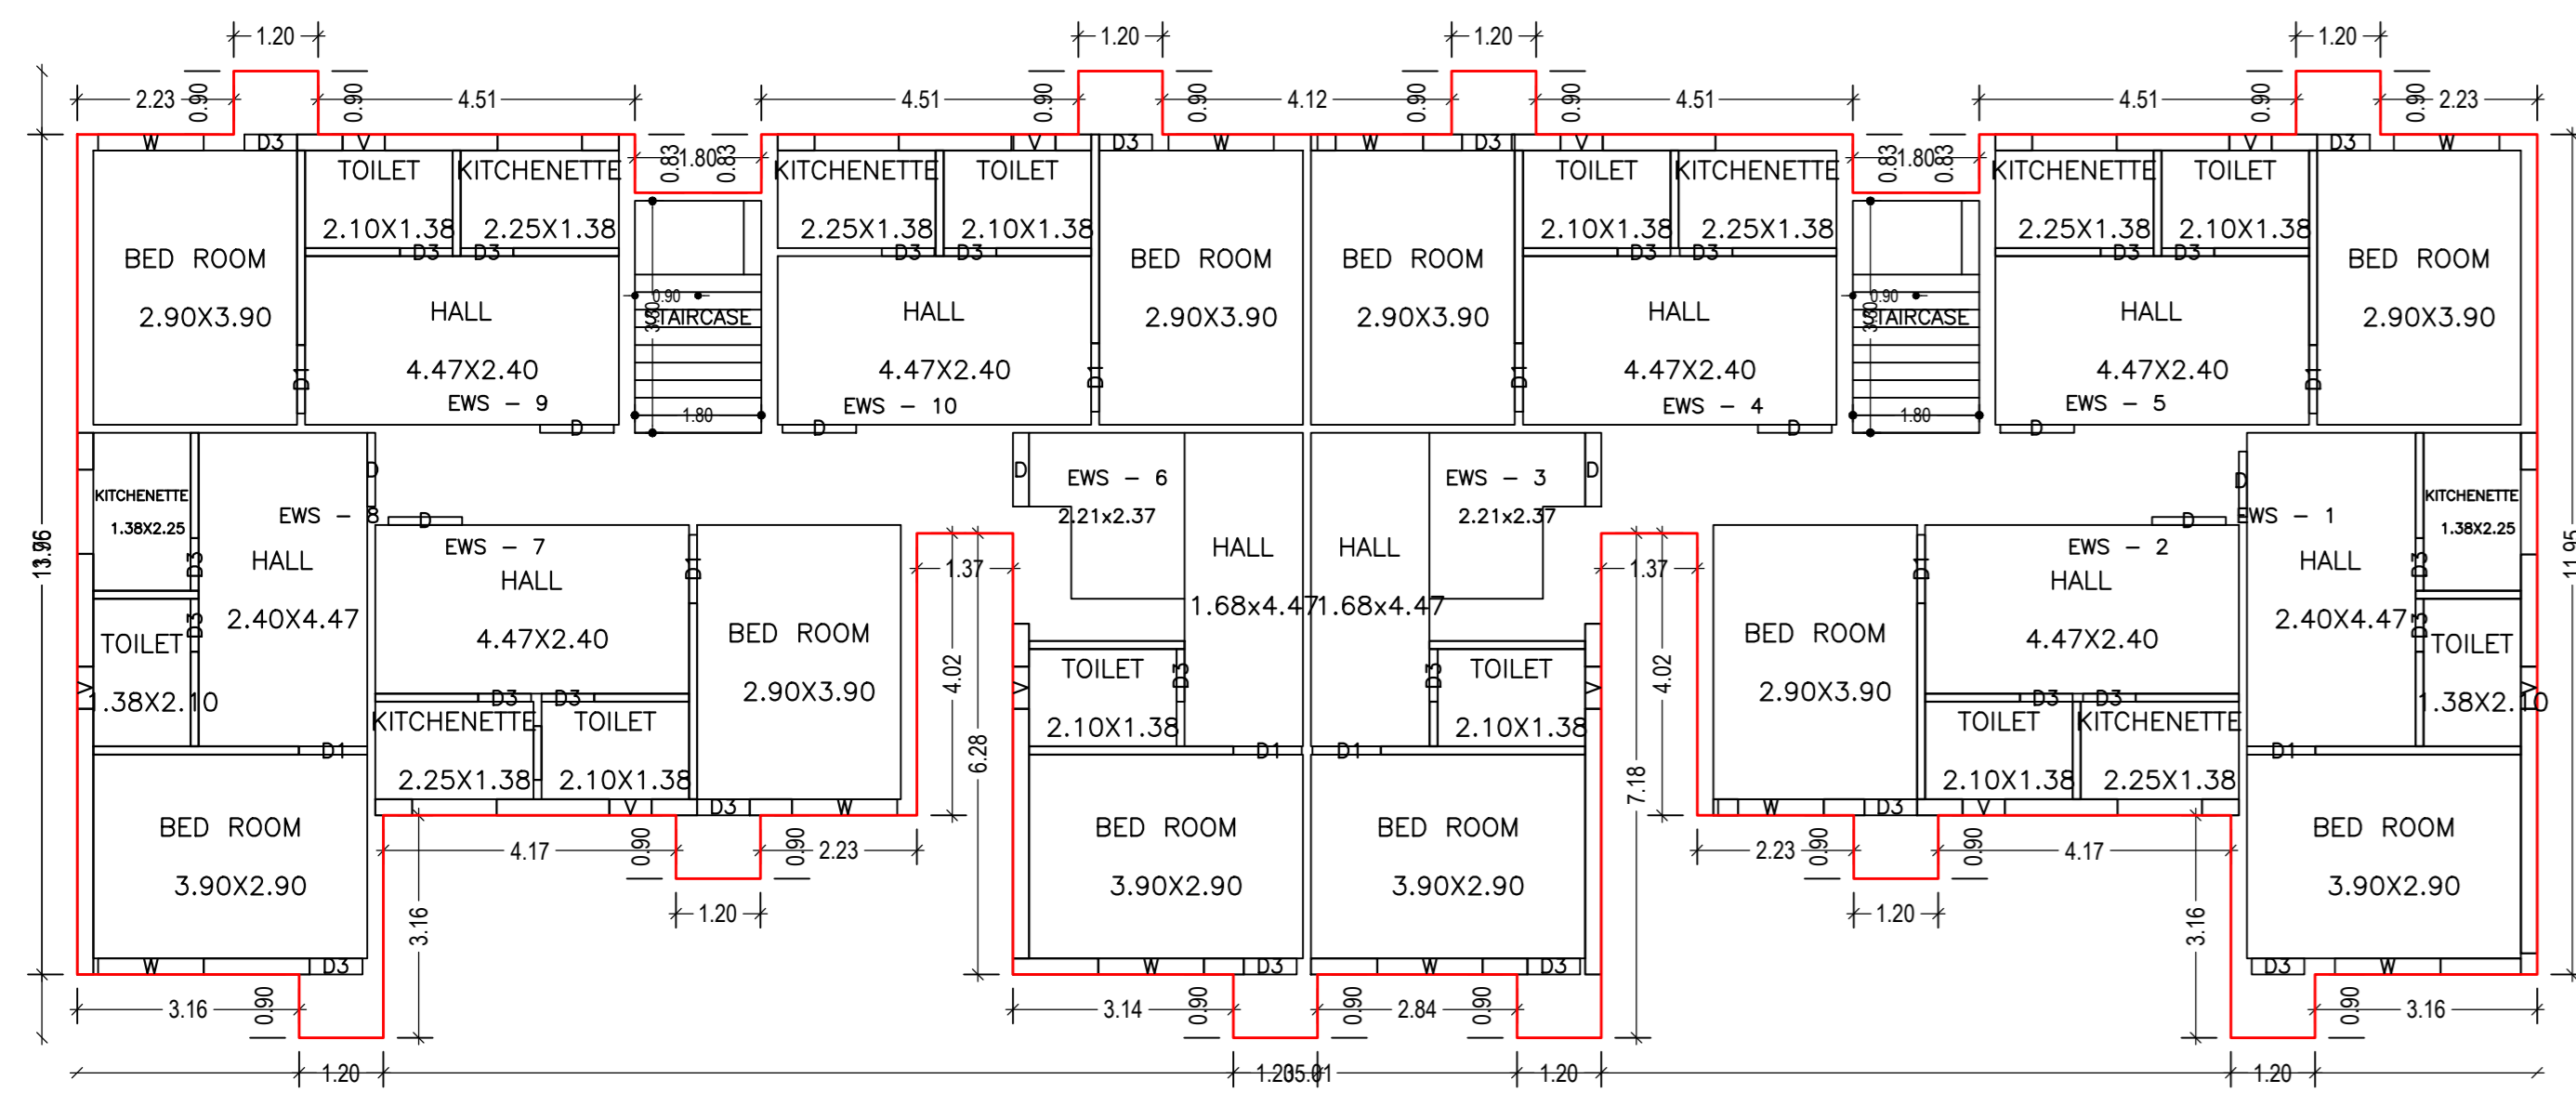 1.20 1.20 1.20 1.20
2.23 0.90 0.90 4.51 4.51 0.90 0.90 4.12 0.90 0.90 4.51 4.51 0.90 0.90 2.23
W D3 V V D3 W W D3 V V D3 W
0.83 1.80 0.83 0.83 1.80 0.83
TOILET KITCHENETTE KITCHENETTE TOILET TOILET KITCHENETTE KITCHENETTE TOILET
2.10X1.38 2.25X1.38 2.25X1.38 2.10X1.38 2.10X1.38 2.25X1.38 2.25X1.38 2.10X1.38
D3 D3 D3 D3 D3 D3 D3 D3
BED ROOM BED ROOM BED ROOM BED ROOM
0.90 0.90
HALL HALL HALL HALL
2.90X3.90 3.80 STAIRCASE 2.90X3.90 2.90X3.90 3.80 STAIRCASE 2.90X3.90
4.47X2.40 4.47X2.40 4.47X2.40 4.47X2.40
D1 D1 D1 D1
EWS - 9 EWS - 10 EWS - 4 EWS - 5
1.80 1.80
D D D D
D D D D
EWS - 6 EWS - 3
KITCHENETTE KITCHENETTE
EWS - 8 2.21x2.37 2.21x2.37 EWS - 1
1.38X2.25 D D 1.38X2.25
EWS - 7 HALL HALL EWS - 2
13.96 11.95
HALL D3 HALL D1 1.37 1.37 D1 HALL HALL D3
2.40X4.47 1.68x4.47 1.68x4.47 2.40X4.47
TOILET D3 4.47X2.40 BED ROOM BED ROOM 4.47X2.40 D3 TOILET
4.02 TOILET TOILET 4.02
D3 D3
1.38X2.10 V 2.90X3.90 V V 2.90X3.90 1.38X2.10 V
D3 D3 D3 D3
KITCHENETTE TOILET 2.10X1.38 2.10X1.38 TOILET KITCHENETTE
D1 6.28 D1 D1 7.18 D1
2.25X1.38 2.10X1.38 2.10X1.38 2.25X1.38
V D3 W W D3 V
BED ROOM BED ROOM BED ROOM BED ROOM
4.17 0.90 0.90 2.23 2.23 0.90 0.90 4.17
3.90X2.90 3.90X2.90 3.90X2.90 3.90X2.90
3.16 1.20 1.20 3.16
W D3 W D3 W D3 D3 W
3.16 0.90 3.14 0.90 0.90 2.84 0.90 0.90 3.16
1.20 1.20 35.01 1.20 1.20